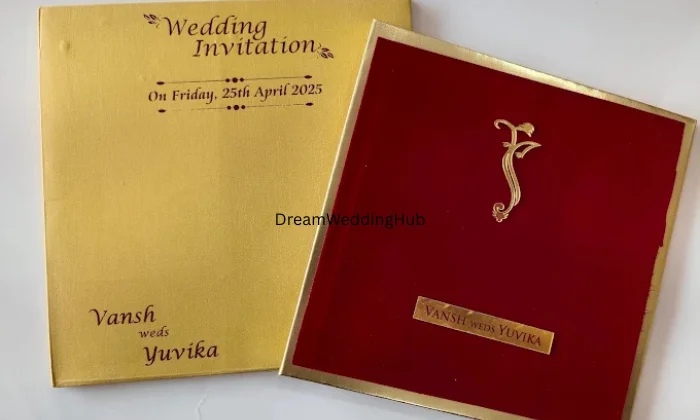 Wedding
Invitation
On Friday, 25th April 2025
Vansh
weds
Yuvika
DreamWeddingHub
VANSH WEDS YUVIKA